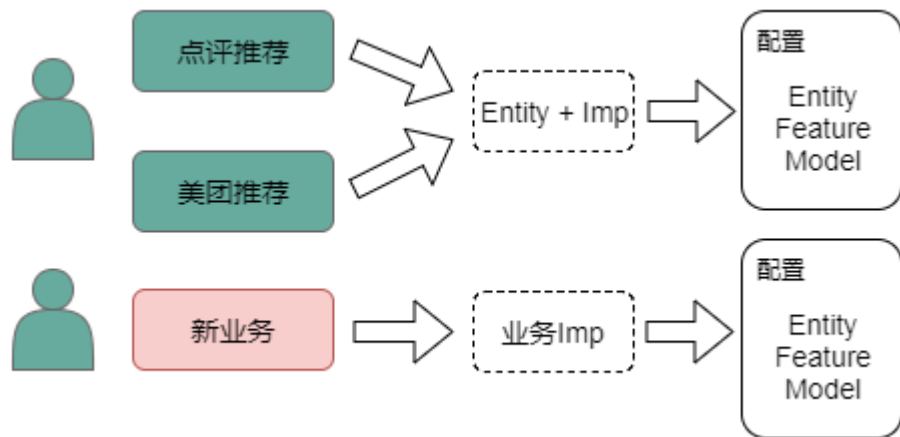 点评推荐
美团推荐
Entity + Imp
配置
Entity
Feature
Model
新业务
业务Imp
配置
Entity
Feature
Model